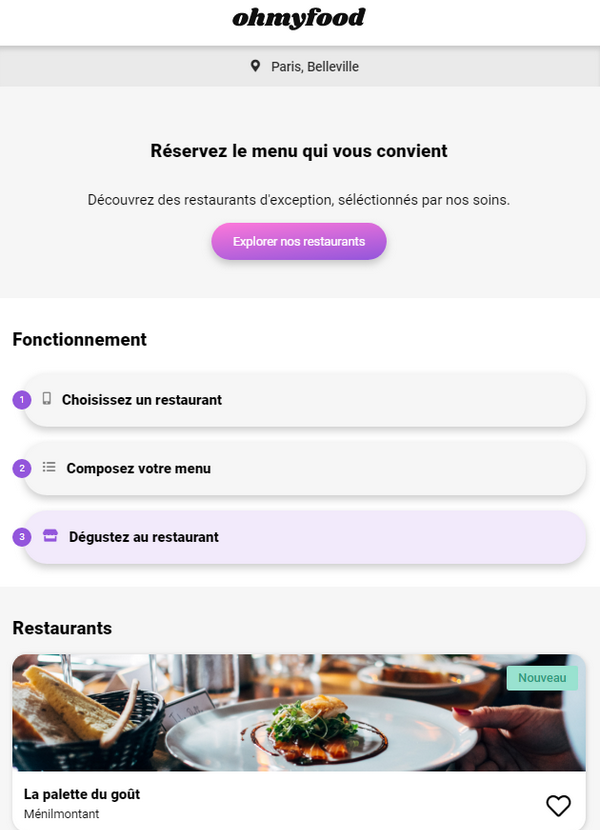 ohmyfood
Paris, Belleville
Réservez le menu qui vous convient
Découvrez des restaurants d'exception, séléctionnés par nos soins.
Explorer nos restaurants
Fonctionnement
1 Choisissez un restaurant
2 Composez votre menu
3 Dégustez au restaurant
Restaurants
Nouveau
La palette du goût
Ménilmontant